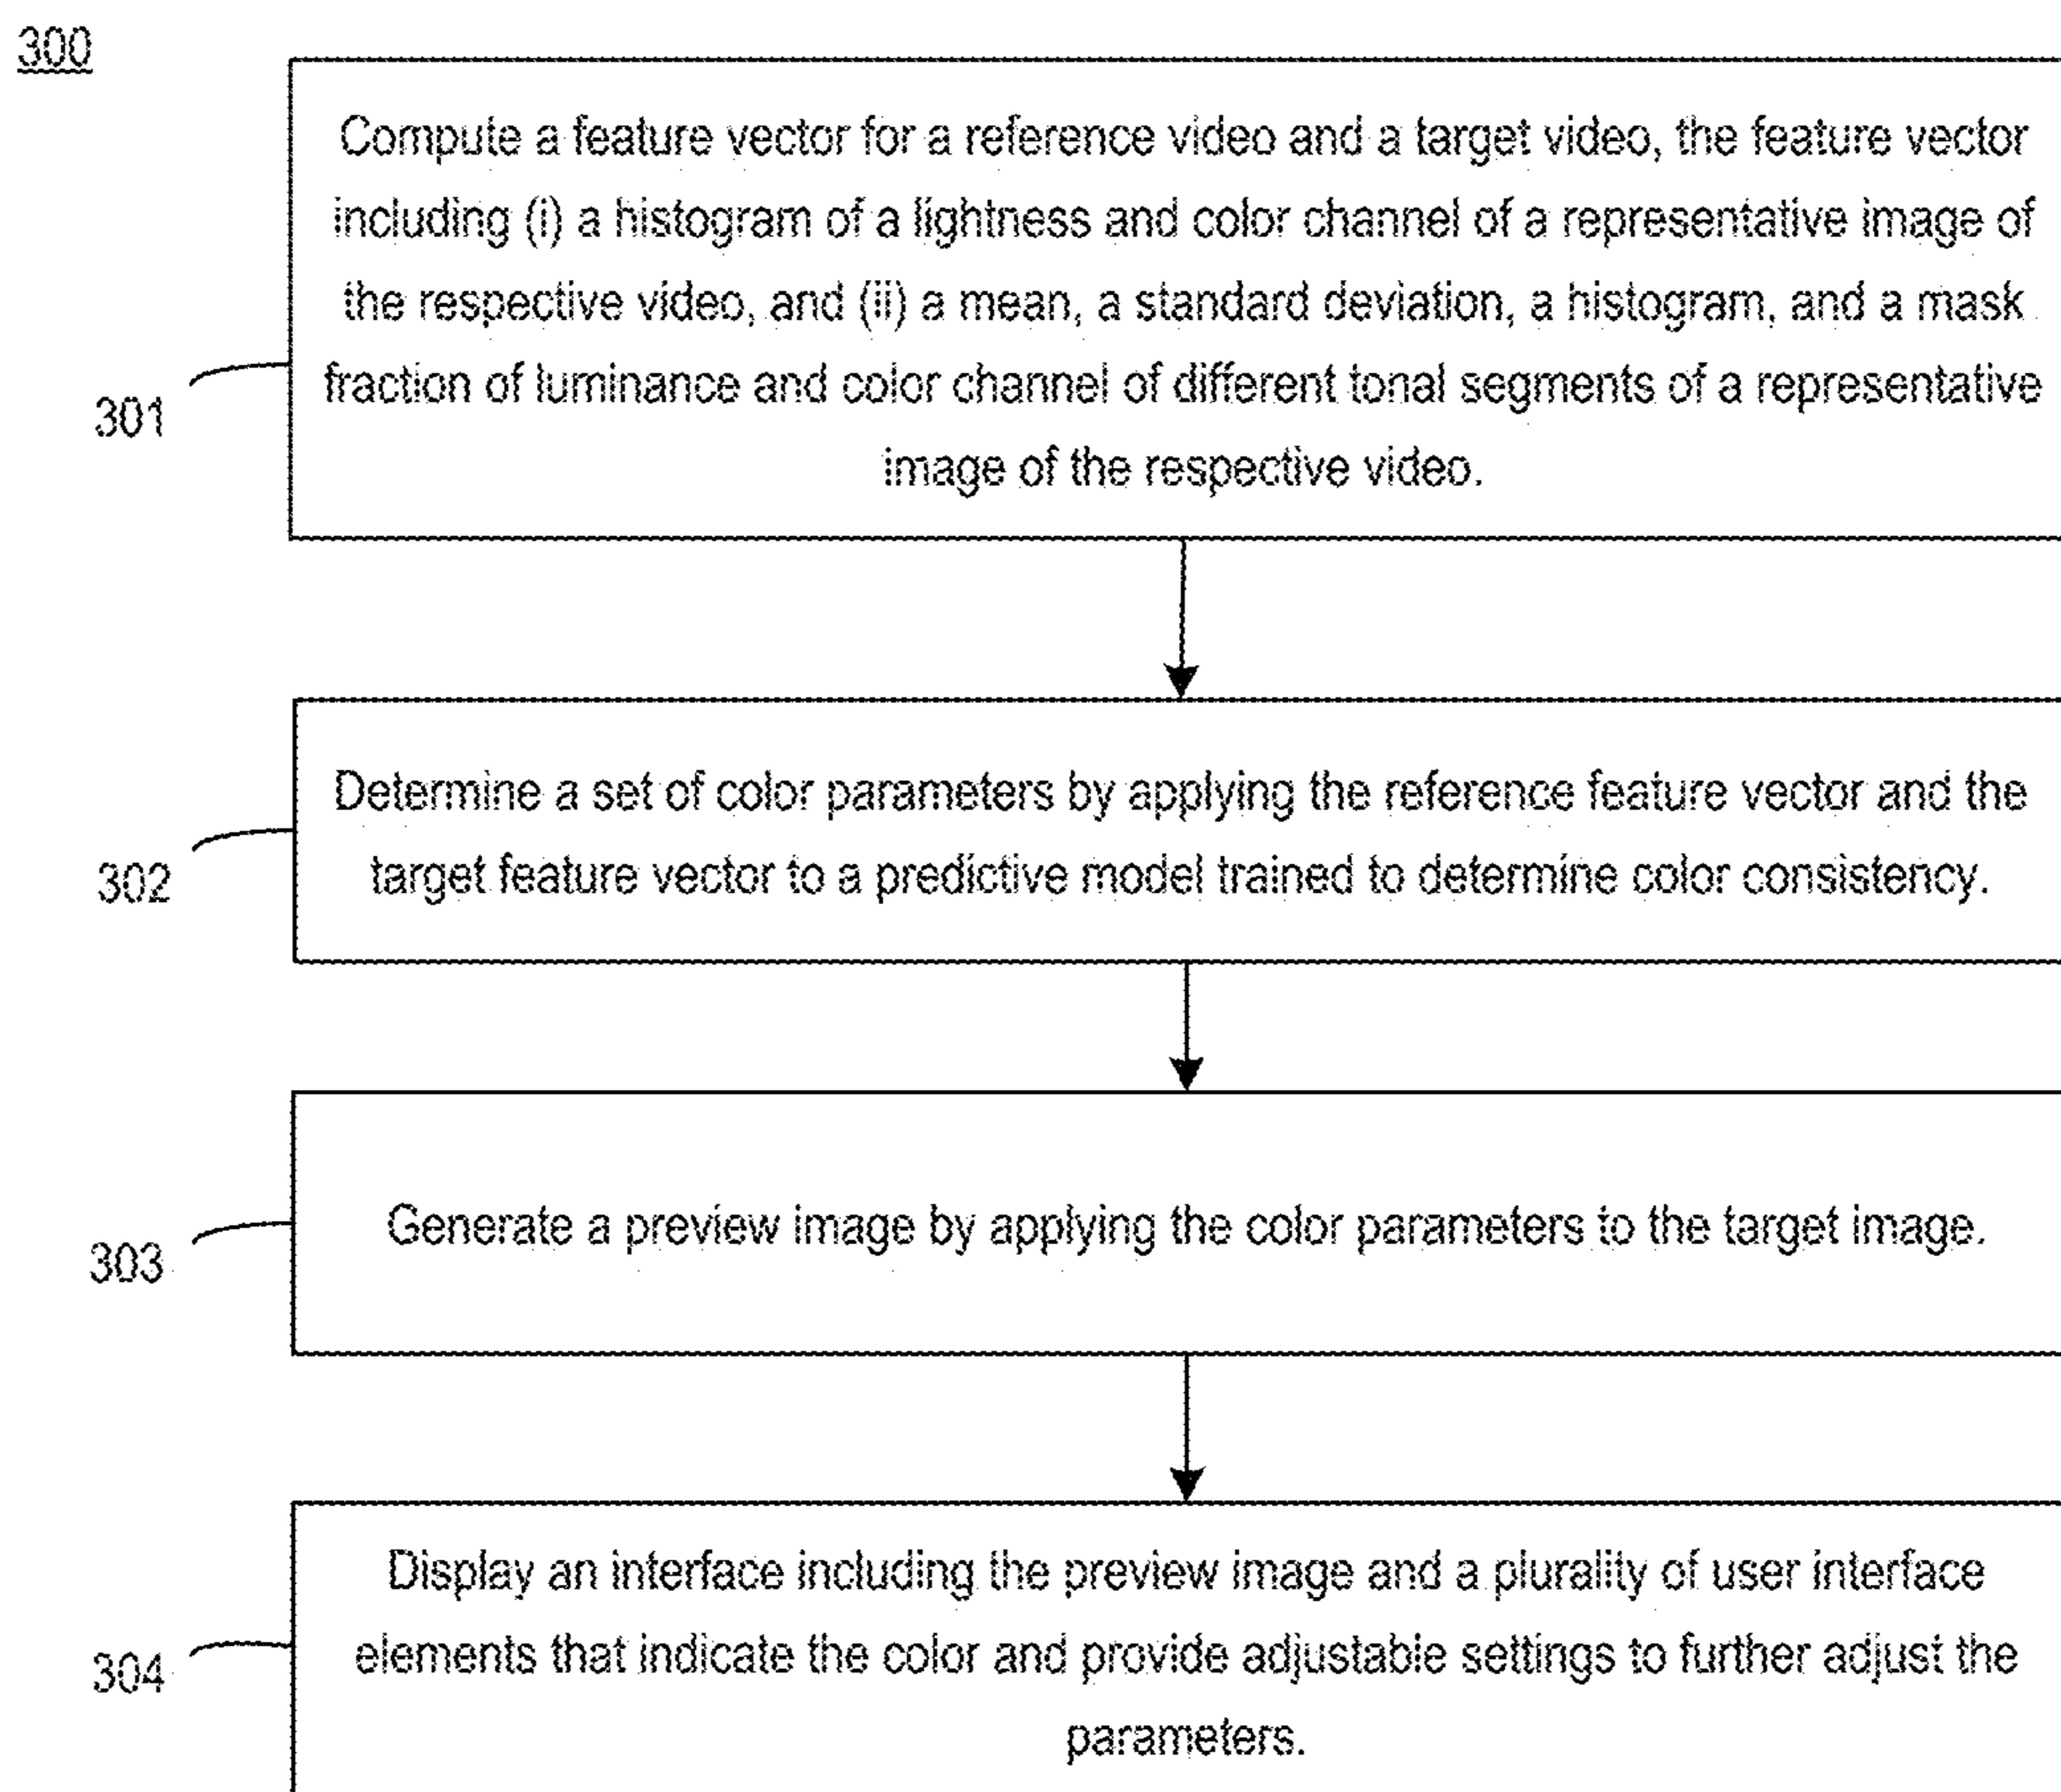 300
Compute a feature vector for a reference video and a target video, the feature vector
including (i) a histogram of a lightness and color channel of a representative image of
the respective video, and (ii) a mean, a standard deviation, a histogram, and a mask
fraction of luminance and color channel of different tonal segments of a representative
image of the respective video.
301
Determine a set of color parameters by applying the reference feature vector and the
target feature vector to a predictive model trained to determine color consistency.
302
Generate a preview image by applying the color parameters to the target image.
303
Display an interface including the preview image and a plurality of user interface
elements that indicate the color and provide adjustable settings to further adjust the
parameters.
304